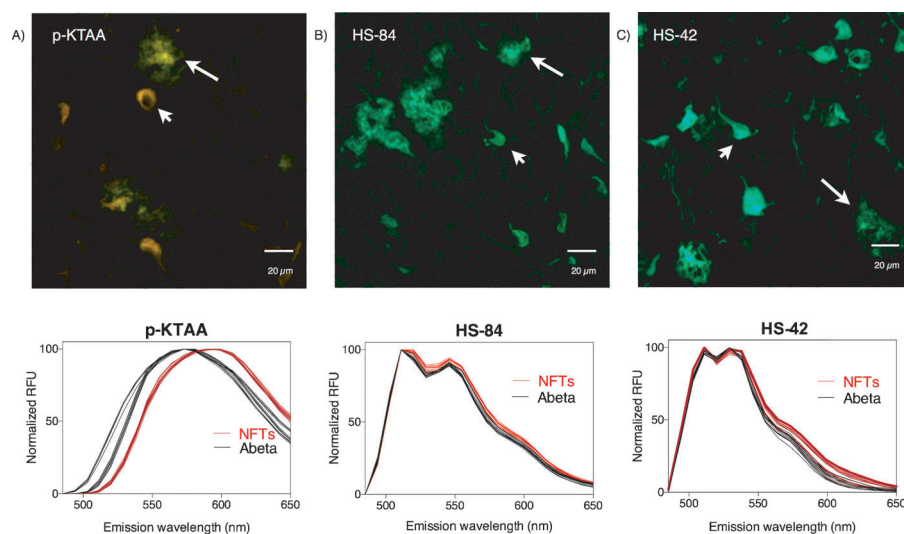 A) p-KTAA
B) HS-84
C) HS-42
20 µm
20 µm
20 µm
p-KTAA
Normalized RFU
100
50
0
NFTs
Abeta
500 550 600 650
Emission wavelength (nm)
HS-84
Normalized RFU
100
50
0
NFTs
Abeta
500 550 600 650
Emission wavelength (nm)
HS-42
Normalized RFU
100
50
0
NFTs
Abeta
500 550 600 650
Emission wavelength (nm)